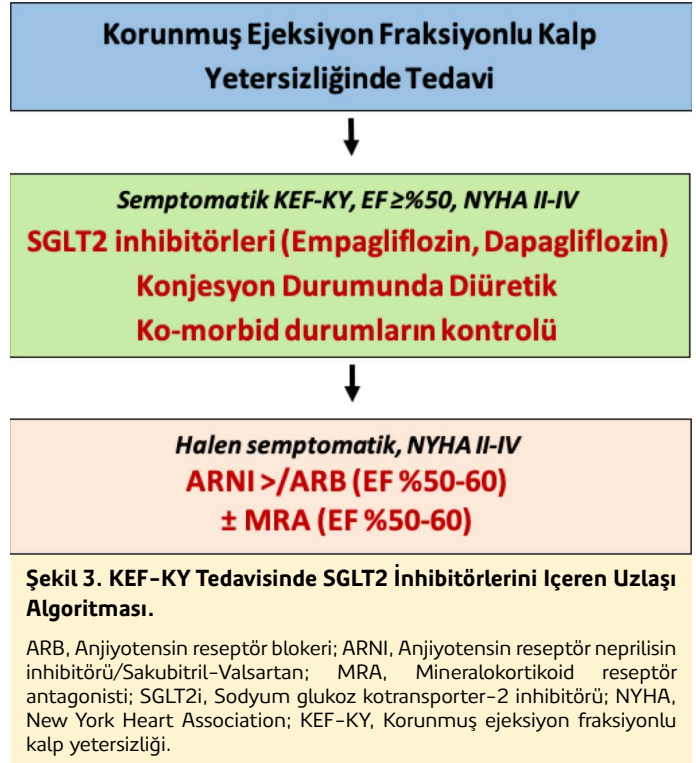 Korunmuş Ejeksiyon Fraksiyonlu Kalp
Yetersizliğinde Tedavi
Semptomatik KEF-KY, EF ≥%50, NYHA II-IV
SGLT2 inhibitörleri (Empagliflozin, Dapagliflozin)
Konjesyon Durumunda Diüretik
Ko-morbid durumların kontrolü
Halen semptomatik, NYHA II-IV
ARNI >/ARB (EF %50-60)
± MRA (EF %50-60)
Şekil 3. KEF-KY Tedavisinde SGLT2 İnhibitörlerini Içeren Uzlaşı
Algoritması.
ARB, Anjiyotensin reseptör blokeri; ARNI, Anjiyotensin reseptör neprilisin
inhibitörü/Sakubitril-Valsartan; MRA, Mineralokortikoid reseptör
antagonisti; SGLT2i, Sodyum glukoz kotransporter-2 inhibitörü; NYHA,
New York Heart Association; KEF-KY, Korunmuş ejeksiyon fraksiyonlu
kalp yetersizliği.